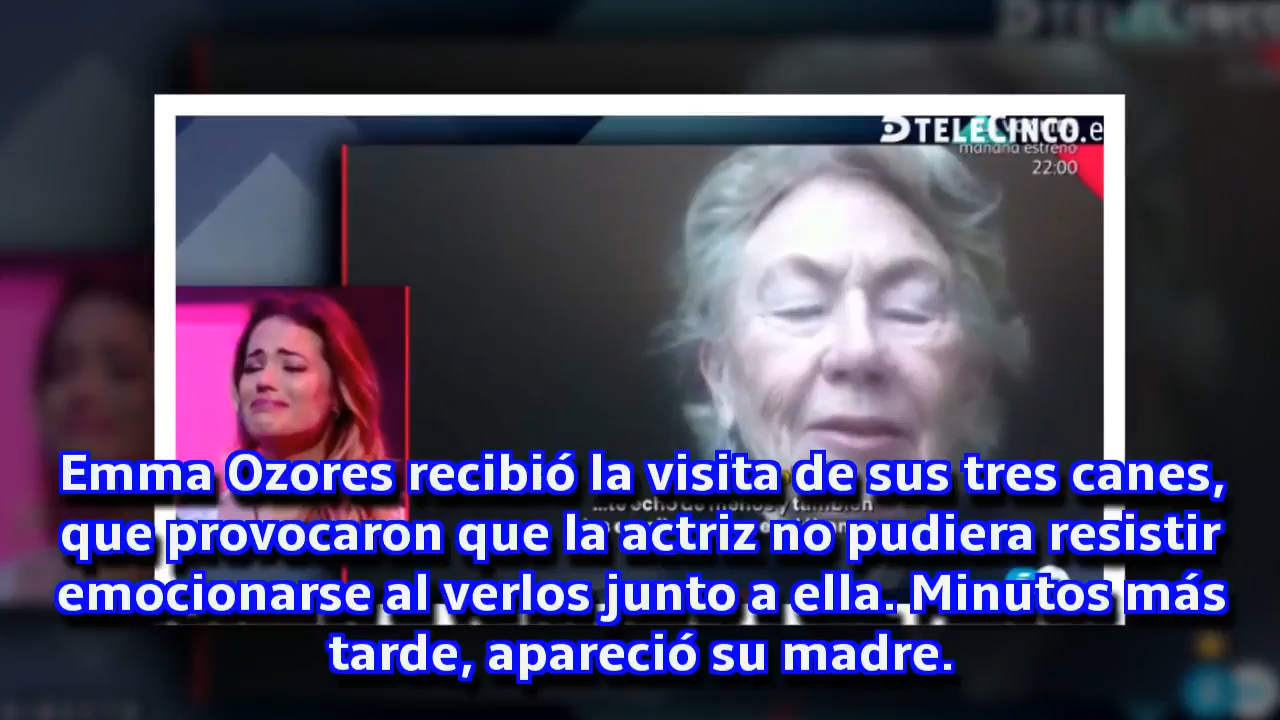 TELECINCO.e
mañana estreno
22:00
Emma Ozores recibió la visita de sus tres canes,
que provocaron que la actriz no pudiera resistir
emocionarse al verlos junto a ella. Minutos más
tarde, apareció su madre.